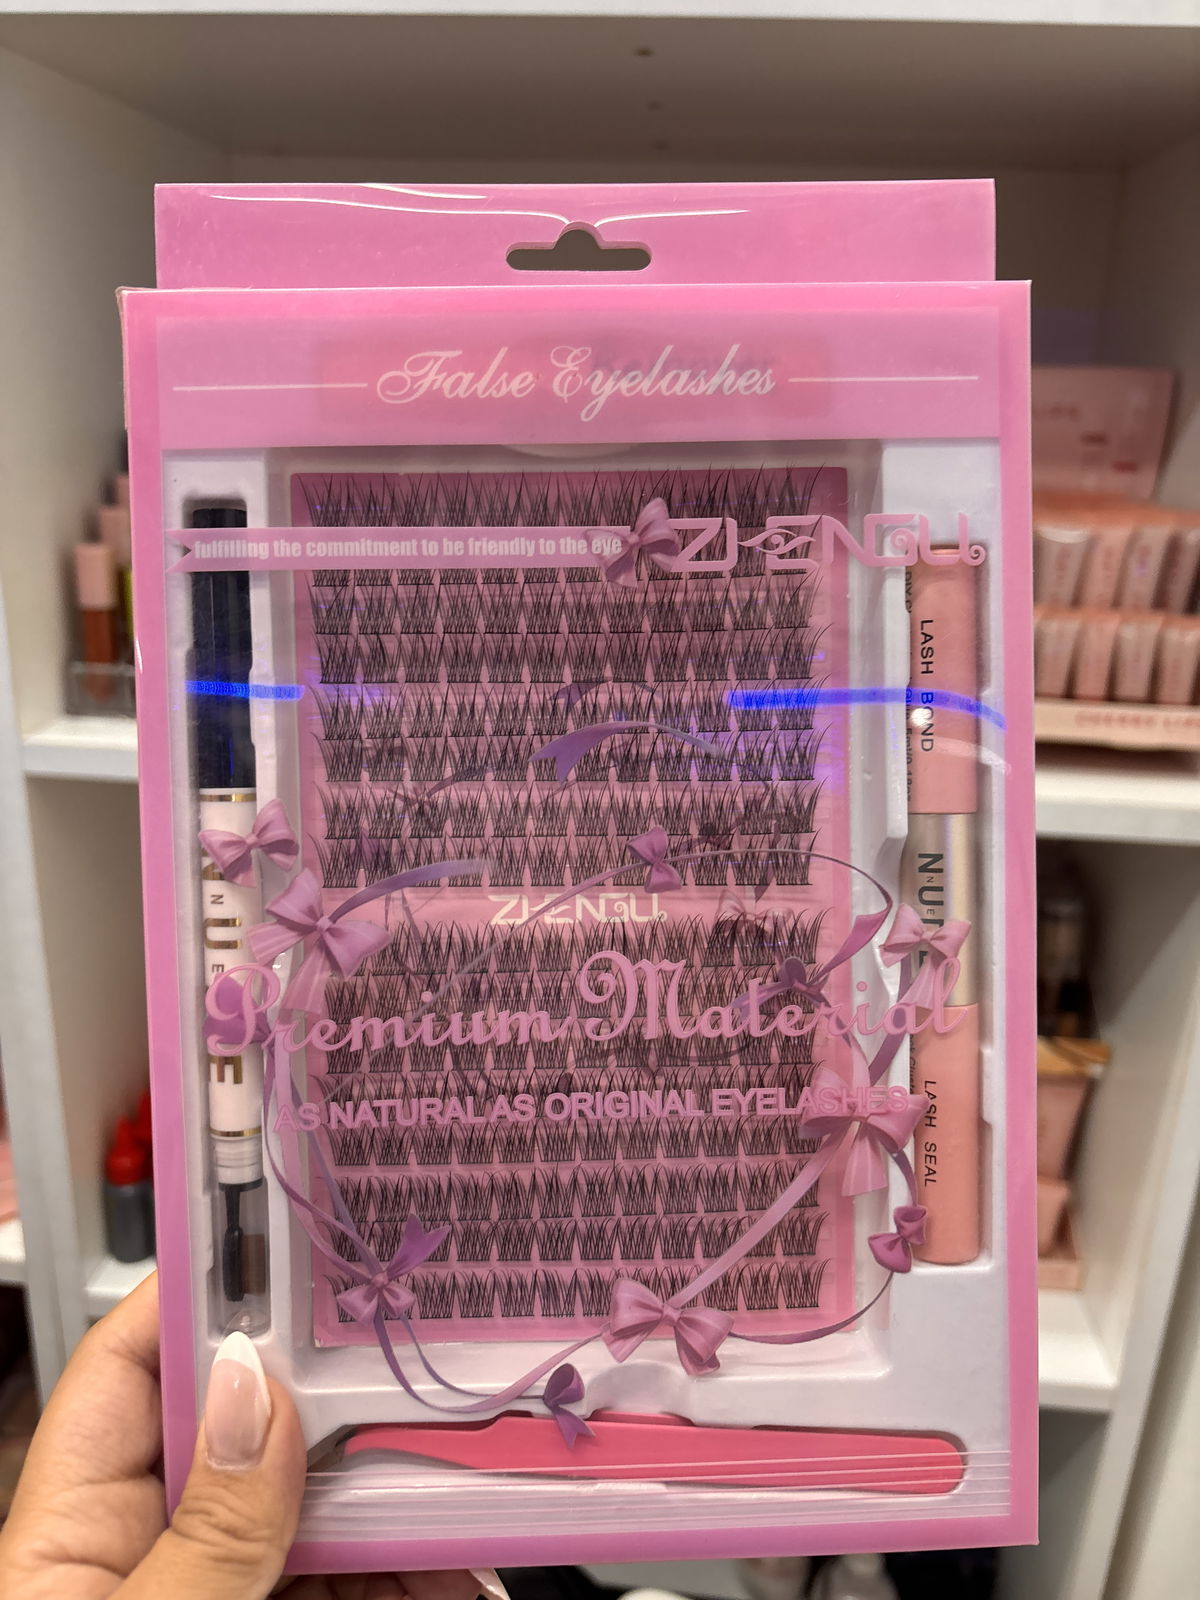 False Eyelashes
fulfilling the commitment to be friendly to the eye
ZHENGU
LASH BOND
NUE
ZHENGU
Premium Material
AS NATURAL AS ORIGINAL EYELASHES
LASH SEAL